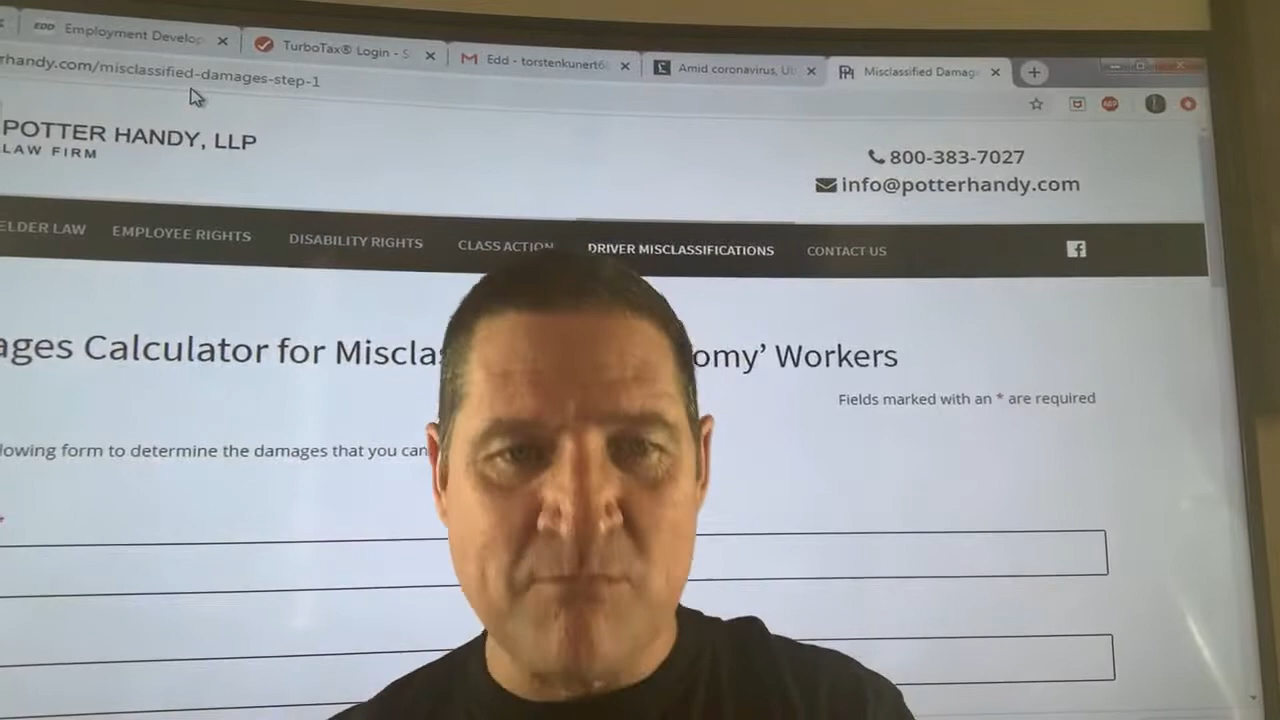 EDD Employment Develop
TurboTax® Login - S
Edd - torstenkunert6
Amid coronavirus, Ub
Misclassified Damag
rhandy.com/misclassified-damages-step-1
POTTER HANDY, LLP
LAW FIRM
800-383-7027
info@potterhandy.com
ELDER LAW
EMPLOYEE RIGHTS
DISABILITY RIGHTS
CLASS ACTION
DRIVER MISCLASSIFICATIONS
CONTACT US
ages Calculator for Miscla omy’ Workers
Fields marked with an * are required
lowing form to determine the damages that you can
*